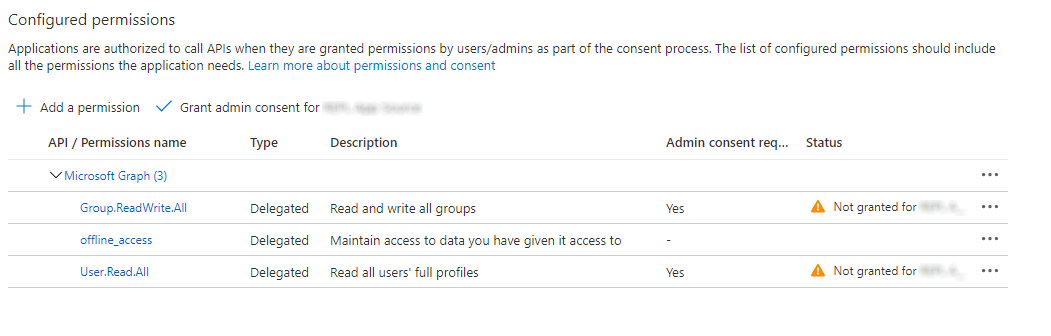 Configured permissions
Applications are authorized to call APIs when they are granted permissions by users/admins as part of the consent process. The list of configured permissions should include
all the permissions the application needs. Learn more about permissions and consent
Add a permission Grant admin consent for
API / Permissions name Type Description Admin consent req... Status
Microsoft Graph (3) ...
Group.ReadWrite.All Delegated Read and write all groups Yes Not granted for ...
offline_access Delegated Maintain access to data you have given it access to - ...
User.Read.All Delegated Read all users' full profiles Yes Not granted for ...